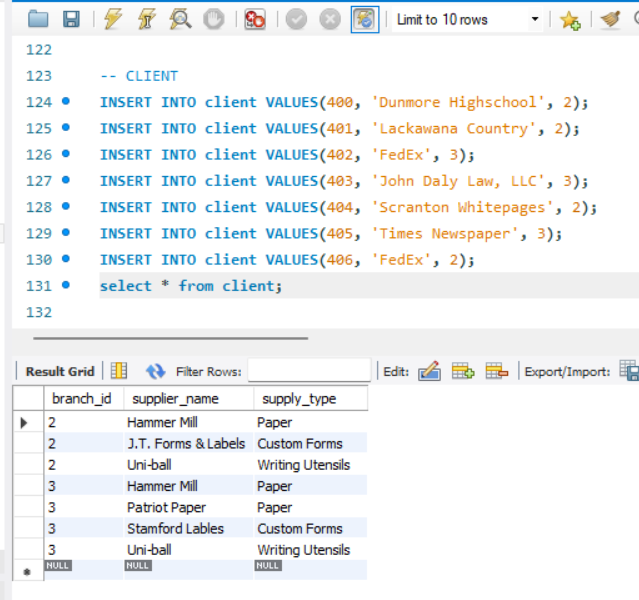 Limit to 10 rows
122
123 -- CLIENT
124 INSERT INTO client VALUES(400, 'Dunmore Highschool', 2);
125 INSERT INTO client VALUES(401, 'Lackawana Country', 2);
126 INSERT INTO client VALUES(402, 'FedEx', 3);
127 INSERT INTO client VALUES(403, 'John Daly Law, LLC', 3);
128 INSERT INTO client VALUES(404, 'Scranton Whitepages', 2);
129 INSERT INTO client VALUES(405, 'Times Newspaper', 3);
130 INSERT INTO client VALUES(406, 'FedEx', 2);
131 select * from client;
132
Result Grid Filter Rows: Edit: Export/Import:
branch_id supplier_name supply_type
2 Hammer Mill Paper
2 J.T. Forms & Labels Custom Forms
2 Uni-ball Writing Utensils
3 Hammer Mill Paper
3 Patriot Paper Paper
3 Stamford Lables Custom Forms
3 Uni-ball Writing Utensils
NULL NULL NULL